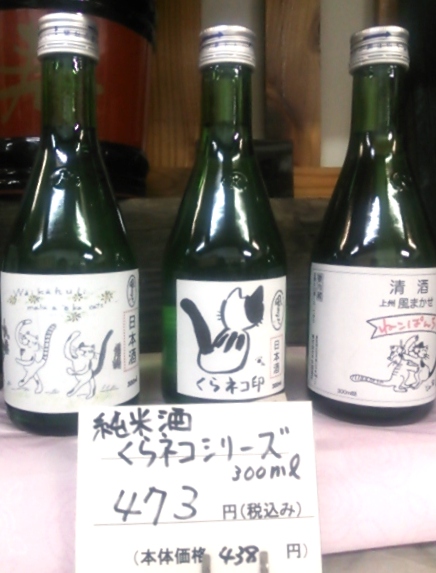 日本酒
くらネコ印
日本酒
清酒
上州 風まかせ
300ml
純米酒
くらネコシリーズ
300ml
473 円(税込み)
(本体価格 438 円)